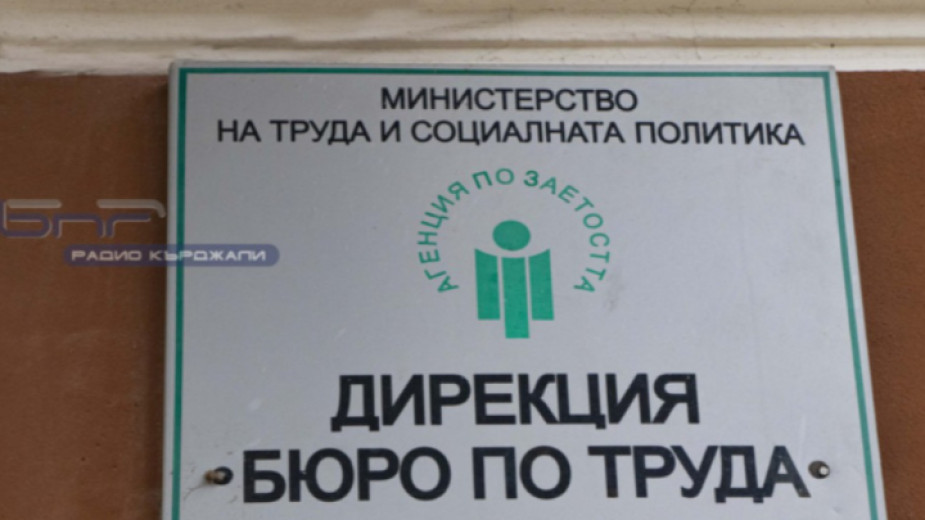 МИНИСТЕРСТВО
НА ТРУДА И СОЦИАЛНАТА ПОЛИТИКА
АГЕНЦИЯ ПО ЗАЕТОСТТА
бнр
РАДИО КЪРДЖАЛИ
ДИРЕКЦИЯ
БЮРО ПО ТРУДА